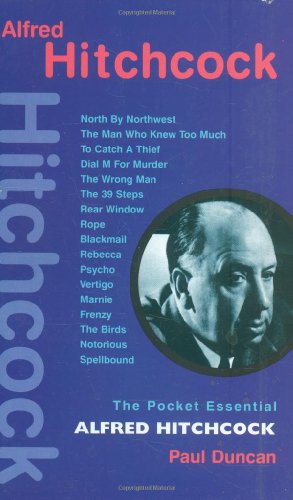 Alfred
Hitchcock
Hitchcock
North By Northwest
The Man Who Knew Too Much
To Catch A Thief
Dial M For Murder
The Wrong Man
The 39 Steps
Rear Window
Rope
Blackmail
Rebecca
Psycho
Vertigo
Marnie
Frenzy
The Birds
Notorious
Spellbound
The Pocket Essential
ALFRED HITCHCOCK
Paul Duncan